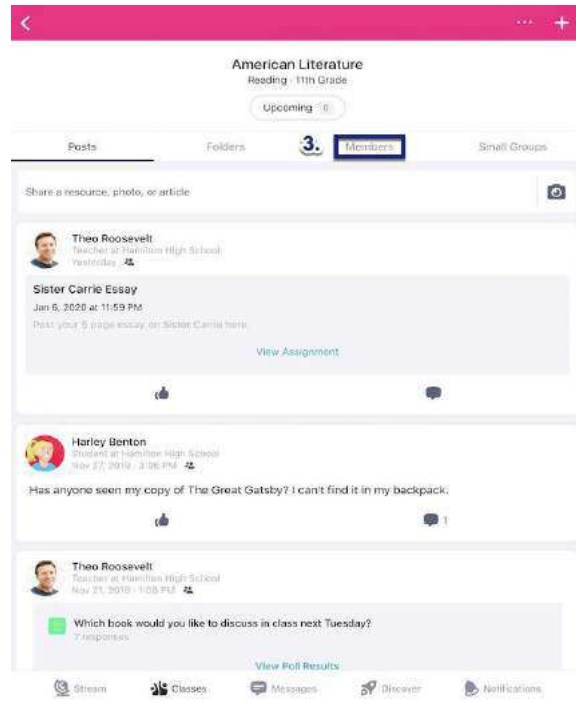 American Literature
Reading · 11th Grade
Upcoming 0
Posts
Folders
3.
Members
Small Groups
Share a resource, photo, or article
Theo Roosevelt
Teacher at Hamilton High School
Yesterday
Sister Carrie Essay
Jan 6, 2020 at 11:59 PM
Post your 5 page essay on Sister Carrie here.
View Assignment
Harley Benton
Student at Hamilton High School
Nov 27, 2019 · 3:06 PM
Has anyone seen my copy of The Great Gatsby? I can't find it in my backpack.
1
Theo Roosevelt
Teacher at Hamilton High School
Nov 21, 2019 · 1:08 PM
Which book would you like to discuss in class next Tuesday?
7 responses
View Poll Results
Stream
Classes
Messages
Discover
Notifications